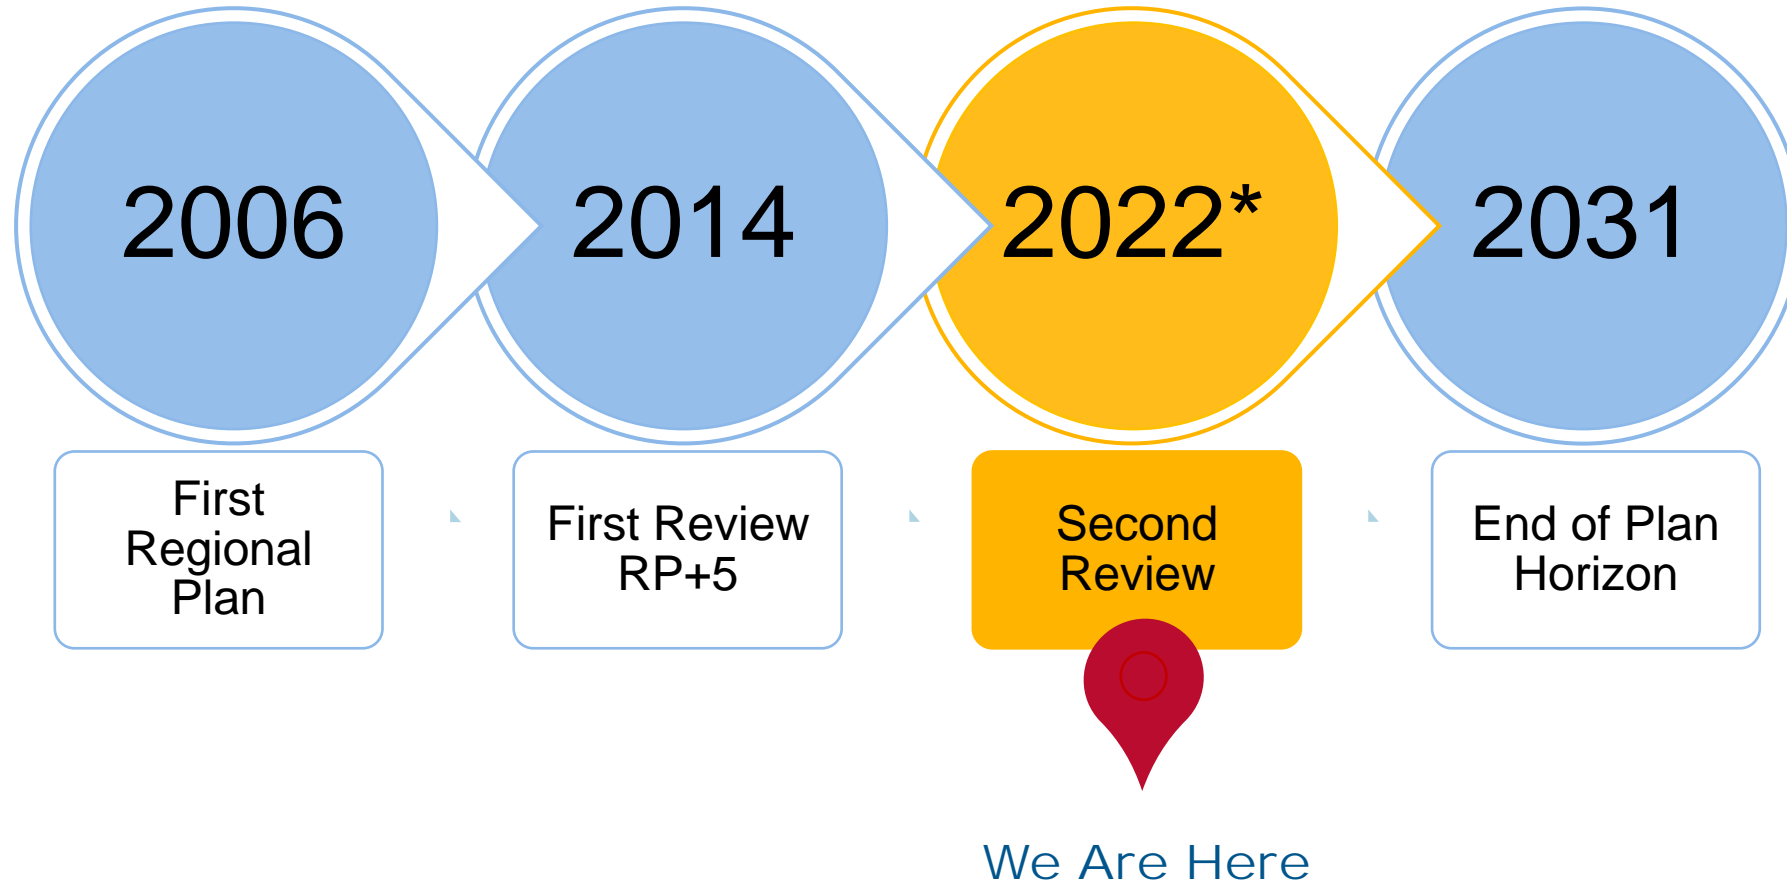 2006
2014
2022*
2031
First
Regional
Plan
First Review
RP+5
Second
Review
End of Plan
Horizon
We Are Here